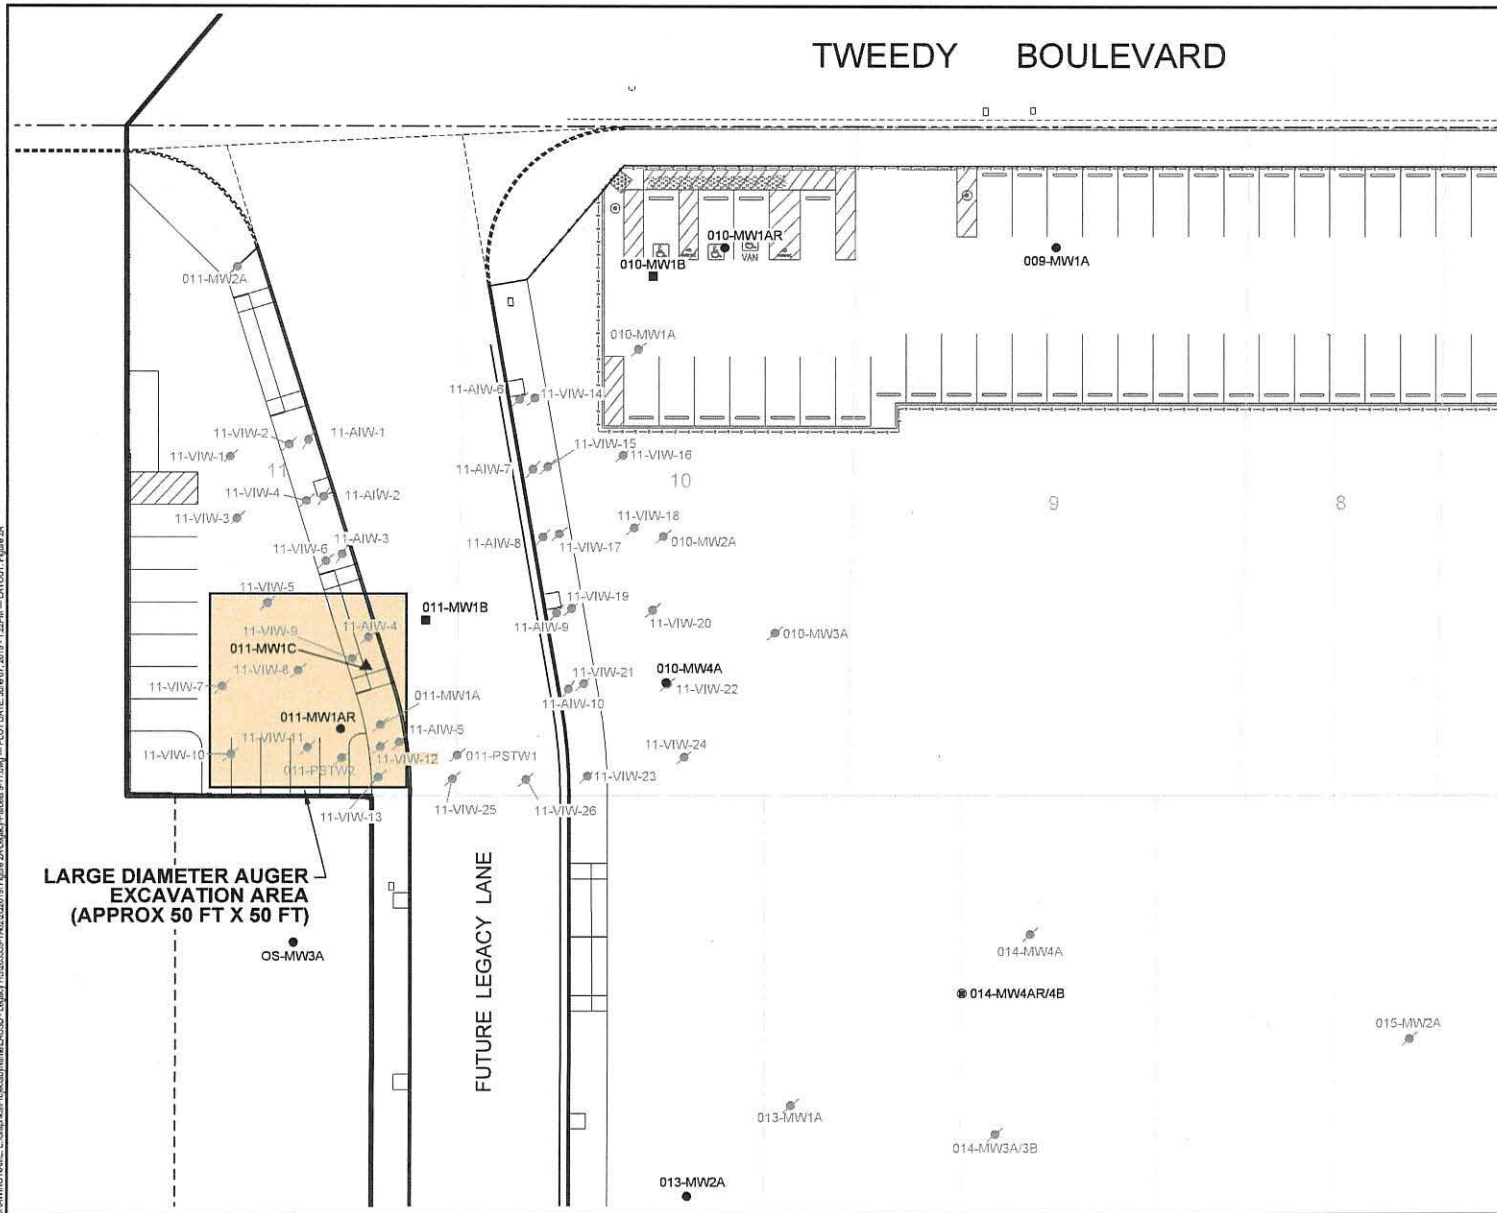 TWEEDY BOULEVARD
010-MW1AR
VAN
009-MW1A
010-MW1B
011-MW2A
010-MW1A
11-AIW-6
11-VIW-14
11-VIW-2
11-AIW-1
11-VIW-1
11
11-VIW-15
11-AIW-7
11-VIW-16
10
9
8
11-VIW-4
11-AIW-2
11-VIW-3
11-VIW-18
11-AIW-3
11-VIW-6
11-AIW-8
11-VIW-17
010-MW2A
11-VIW-5
011-MW1B
11-VIW-19
11-AIW-9
11-VIW-20
11-VIW-9
11-AIW-4
010-MW3A
011-MW1C
11-VIW-8
11-VIW-7
11-VIW-21
010-MW4A
11-VIW-22
011-MW1A
11-AIW-10
011-MW1AR
11-AIW-5
11-VIW-11
11-VIW-10
11-VIW-12
011-PSTW1
11-VIW-24
011-PSTW2
11-VIW-23
11-VIW-13
11-VIW-25
11-VIW-26
LARGE DIAMETER AUGER
EXCAVATION AREA
(APPROX 50 FT X 50 FT)
FUTURE LEGACY LANE
OS-MW3A
014-MW4A
014-MW4AR/4B
015-MW2A
013-MW1A
014-MW3A/3B
013-MW2A